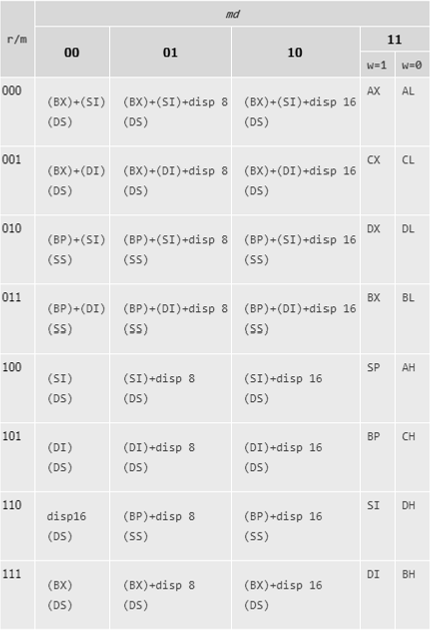 md
r/m 00 01 10 11
w=1 w=0
000 (BX)+(SI) (BX)+(SI)+disp 8 (BX)+(SI)+disp 16 AX AL
(DS) (DS) (DS)
001 (BX)+(DI) (BX)+(DI)+disp 8 (BX)+(DI)+disp 16 CX CL
(DS) (DS) (DS)
010 (BP)+(SI) (BP)+(SI)+disp 8 (BP)+(SI)+disp 16 DX DL
(SS) (SS) (SS)
011 (BP)+(DI) (BP)+(DI)+disp 8 (BP)+(DI)+disp 16 BX BL
(SS) (SS) (SS)
100 (SI) (SI)+disp 8 (SI)+disp 16 SP AH
(DS) (DS) (DS)
101 (DI) (DI)+disp 8 (DI)+disp 16 BP CH
(DS) (DS) (DS)
110 disp16 (BP)+disp 8 (BP)+disp 16 SI DH
(DS) (SS) (SS)
111 (BX) (BX)+disp 8 (BX)+disp 16 DI BH
(DS) (DS) (DS)